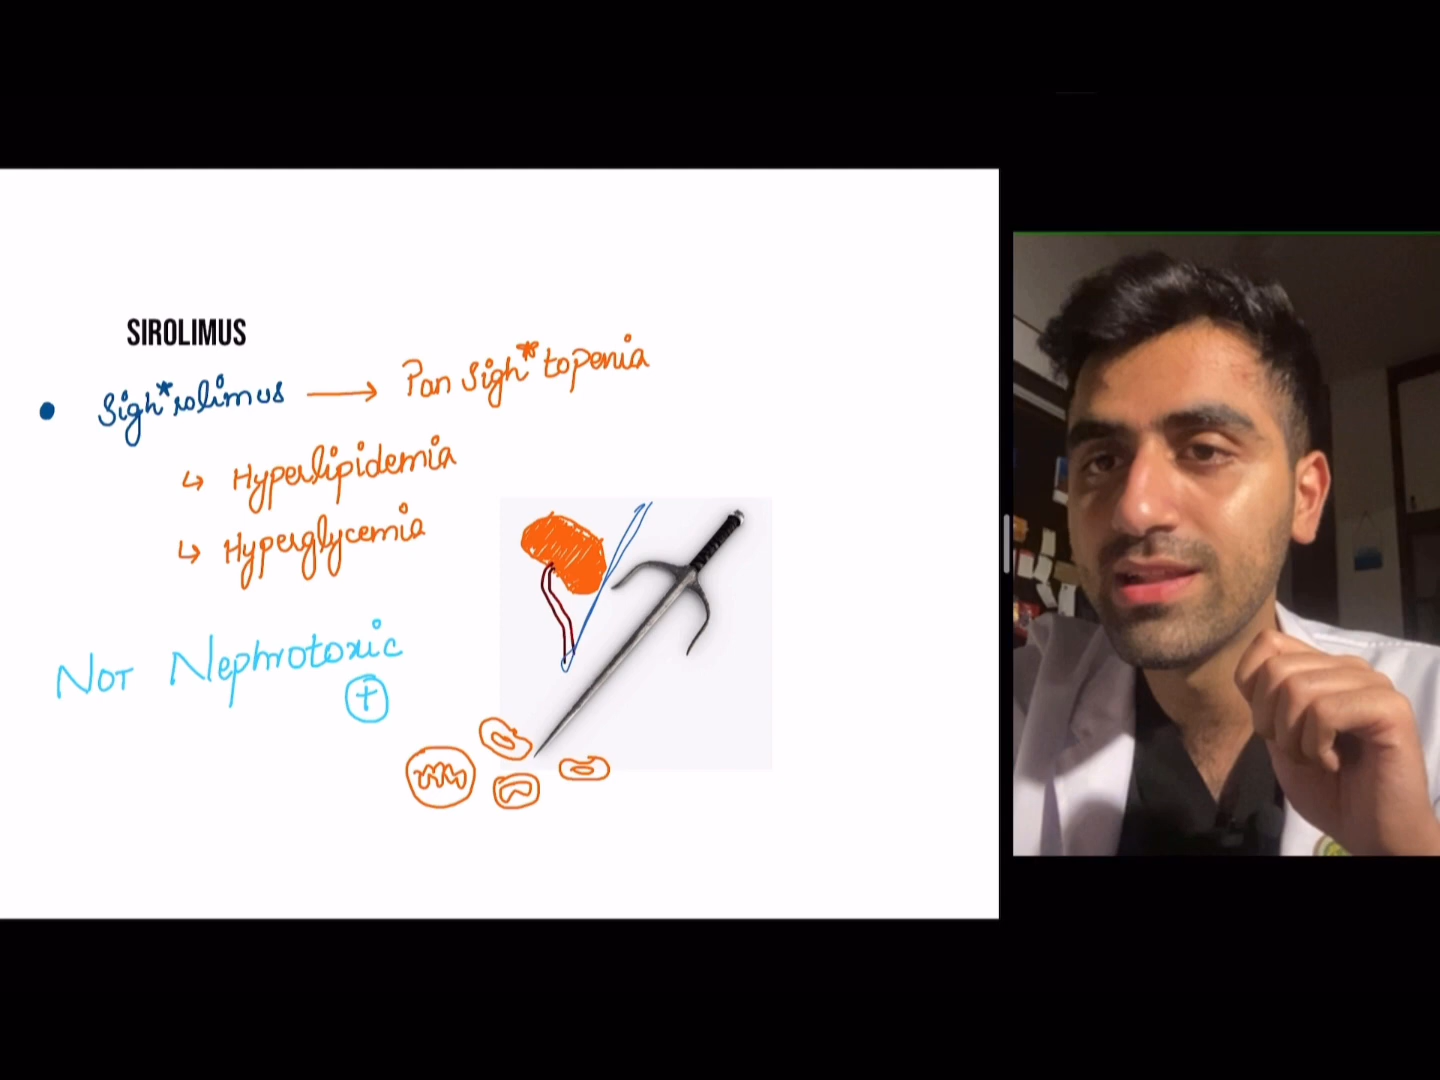 SIROLIMUS
• Sigh*rolimus → Pan Sigh*topenia
↳ Hyperlipidemia
↳ Hyperglycemia
NOT Nephrotoxic
+